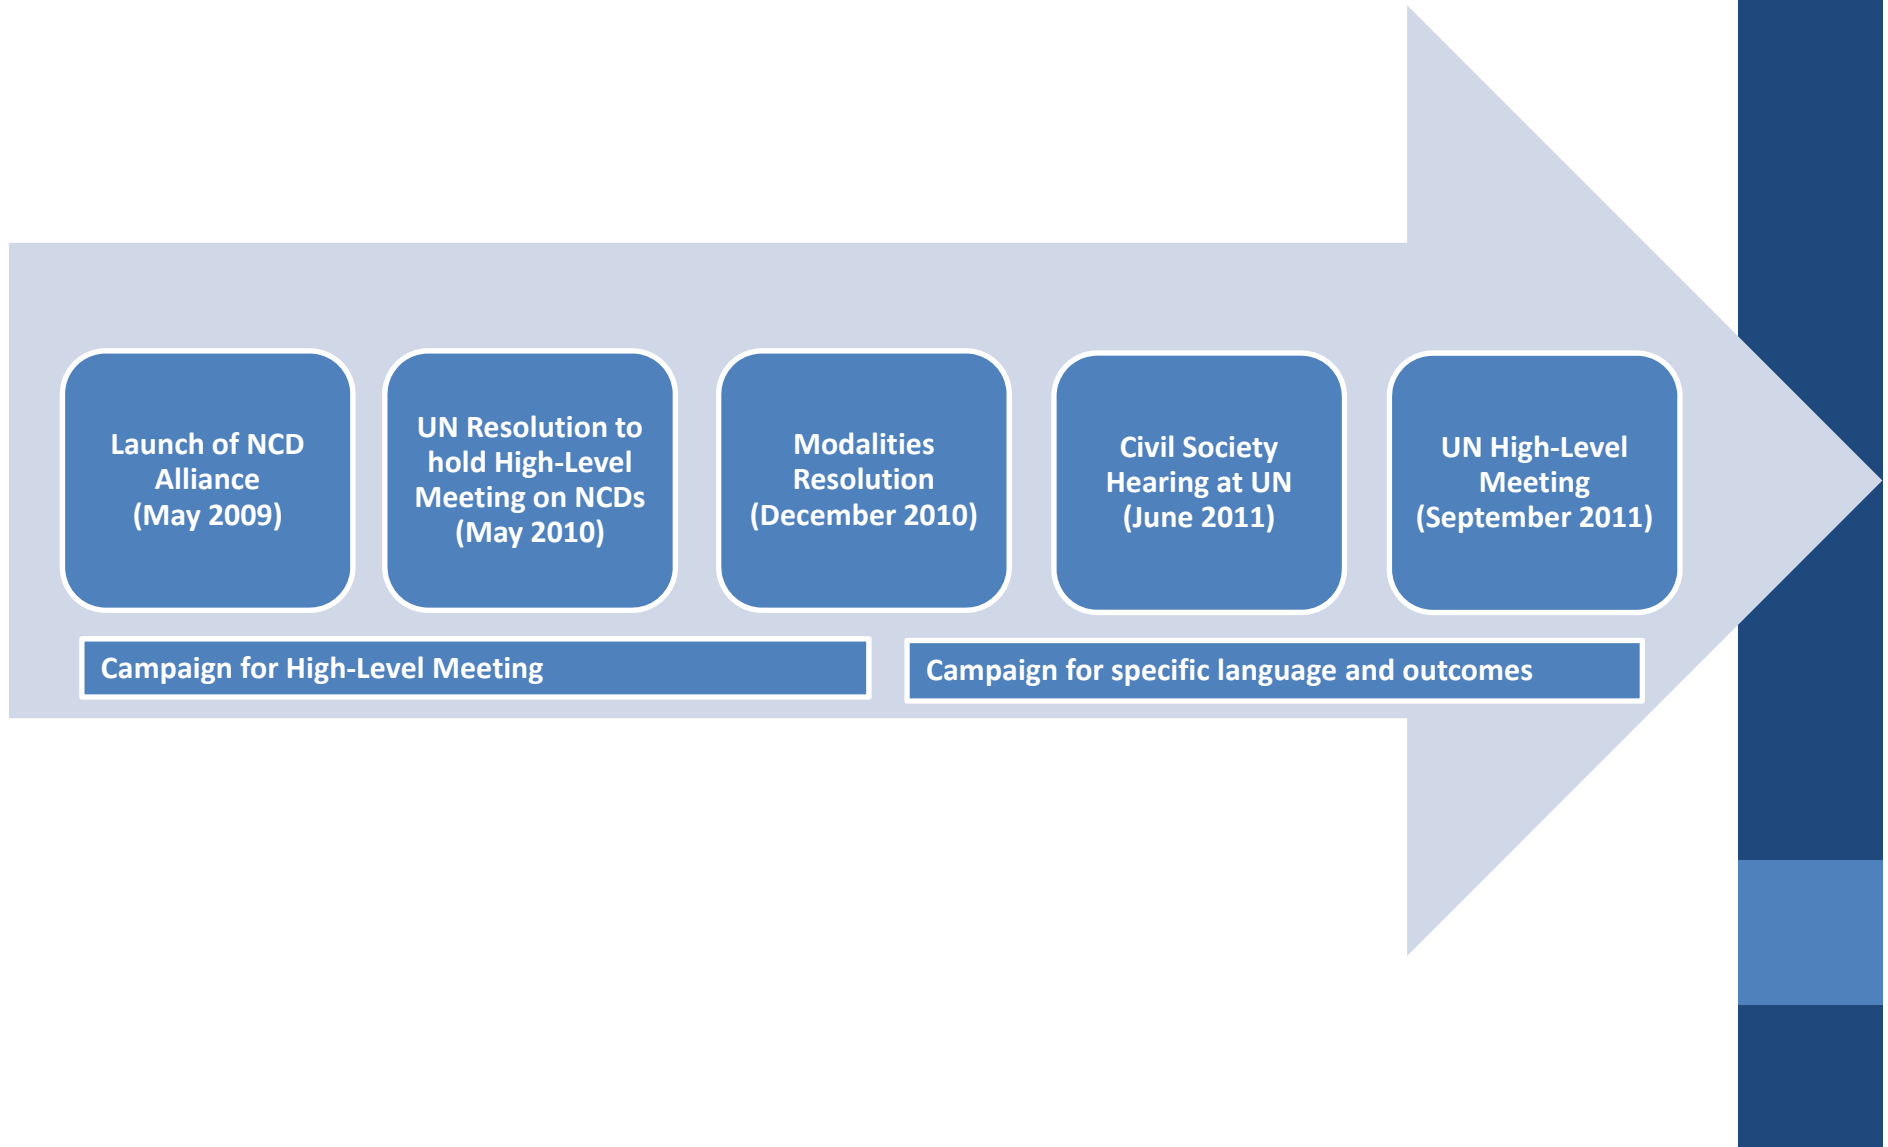 Launch of NCD
Alliance
(May 2009)
UN Resolution to
hold High-Level
Meeting on NCDs
(May 2010)
Modalities
Resolution
(December 2010)
Civil Society
Hearing at UN
(June 2011)
UN High-Level
Meeting
(September 2011)
Campaign for High-Level Meeting
Campaign for specific language and outcomes